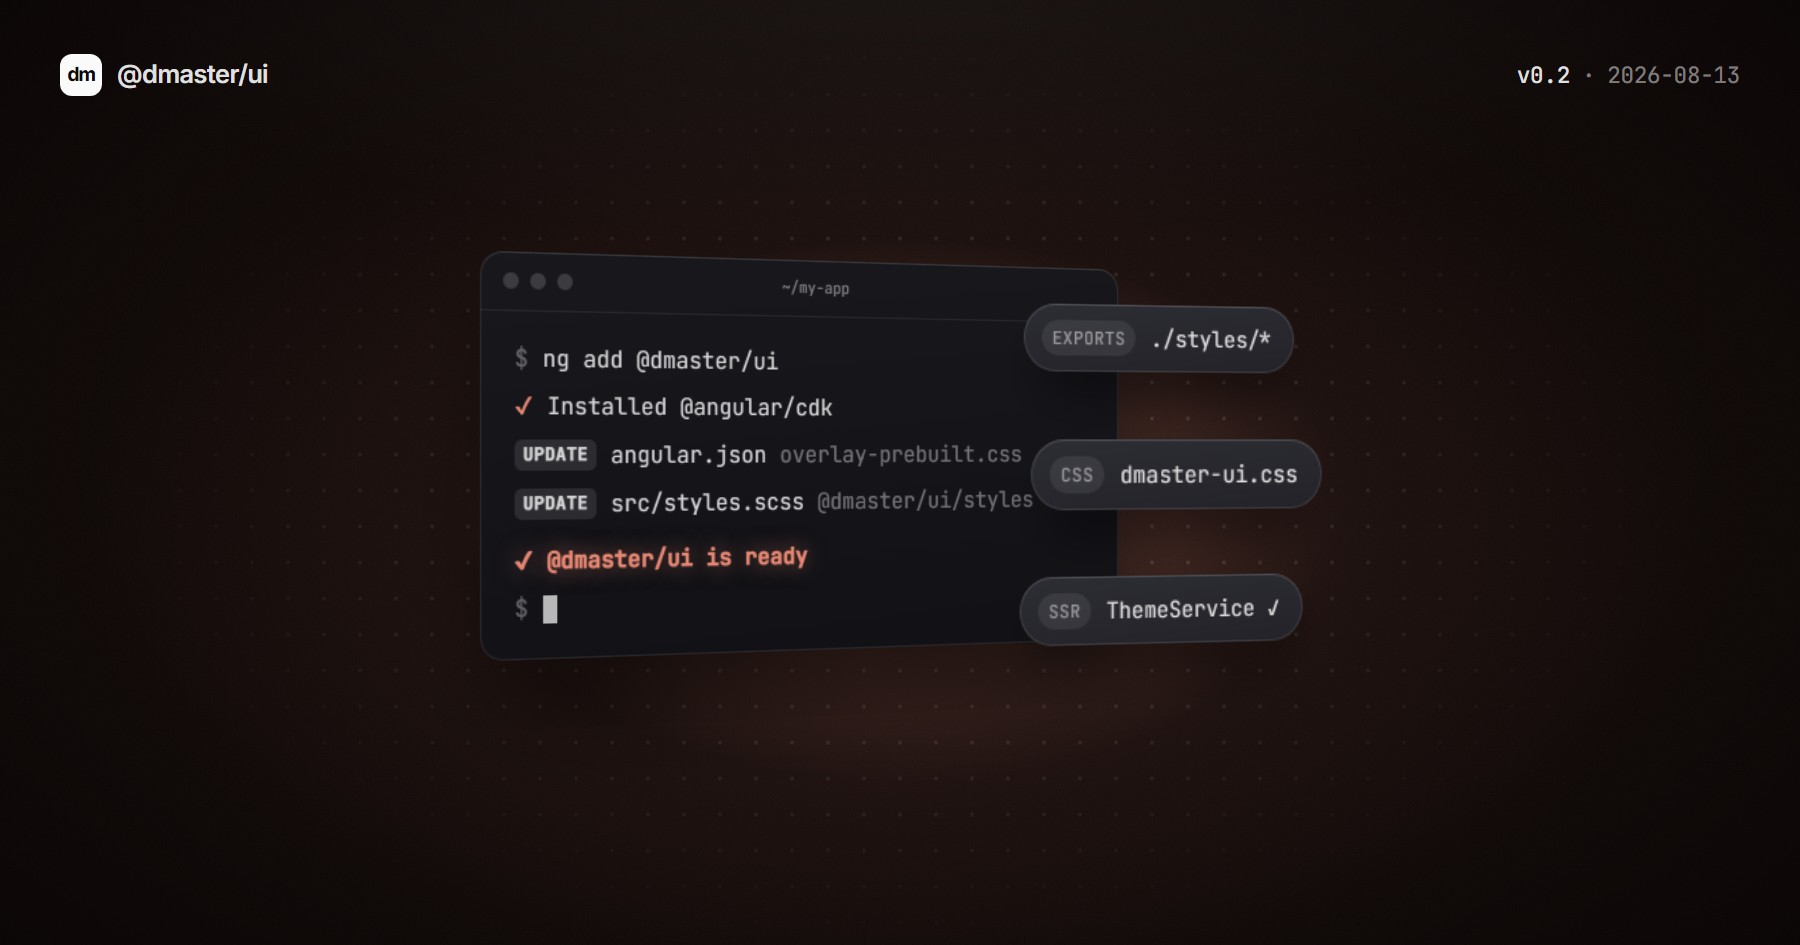 dm @dmaster/ui
v0.2 · 2026-08-13
~/my-app
$ ng add @dmaster/ui
✓ Installed @angular/cdk
UPDATE angular.json overlay-prebuilt.css
UPDATE src/styles.scss @dmaster/ui/styles
✓ @dmaster/ui is ready
$
EXPORTS ./styles/*
CSS dmaster-ui.css
SSR ThemeService ✓